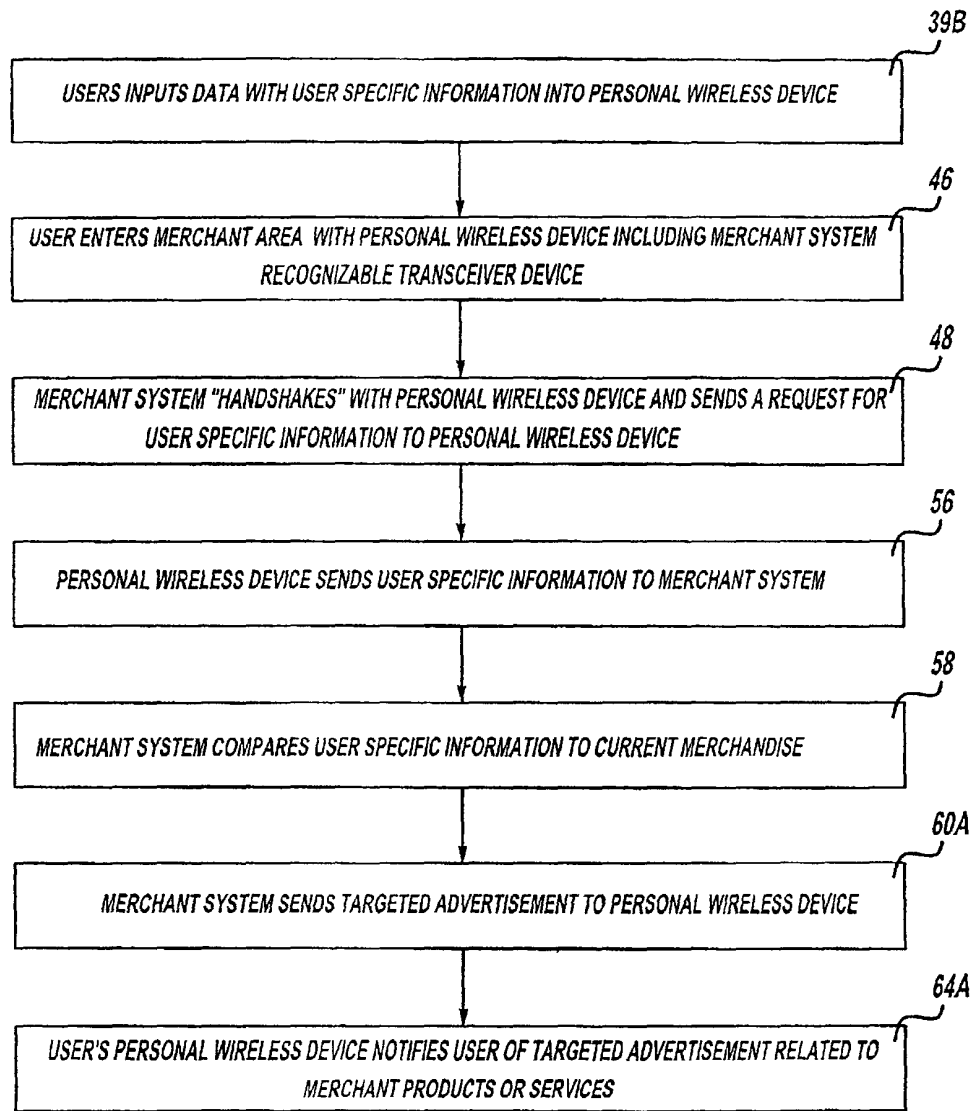 39B
USERS INPUTS DATA WITH USER SPECIFIC INFORMATION INTO PERSONAL WIRELESS DEVICE
46
USER ENTERS MERCHANT AREA WITH PERSONAL WIRELESS DEVICE INCLUDING MERCHANT SYSTEM
RECOGNIZABLE TRANSCEIVER DEVICE
48
MERCHANT SYSTEM "HANDSHAKES" WITH PERSONAL WIRELESS DEVICE AND SENDS A REQUEST FOR
USER SPECIFIC INFORMATION TO PERSONAL WIRELESS DEVICE
56
PERSONAL WIRELESS DEVICE SENDS USER SPECIFIC INFORMATION TO MERCHANT SYSTEM
58
MERCHANT SYSTEM COMPARES USER SPECIFIC INFORMATION TO CURRENT MERCHANDISE
60A
MERCHANT SYSTEM SENDS TARGETED ADVERTISEMENT TO PERSONAL WIRELESS DEVICE
64A
USER'S PERSONAL WIRELESS DEVICE NOTIFIES USER OF TARGETED ADVERTISEMENT RELATED TO
MERCHANT PRODUCTS OR SERVICES